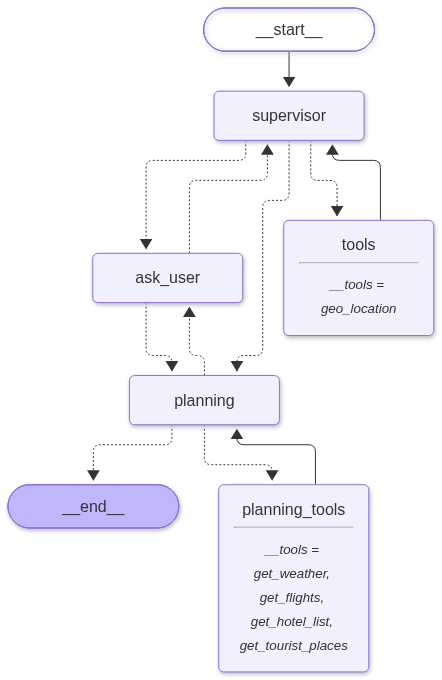 __start__
supervisor
tools
__tools =
geo_location
ask_user
planning
__end__
planning_tools
__tools =
get_weather,
get_flights,
get_hotel_list,
get_tourist_places